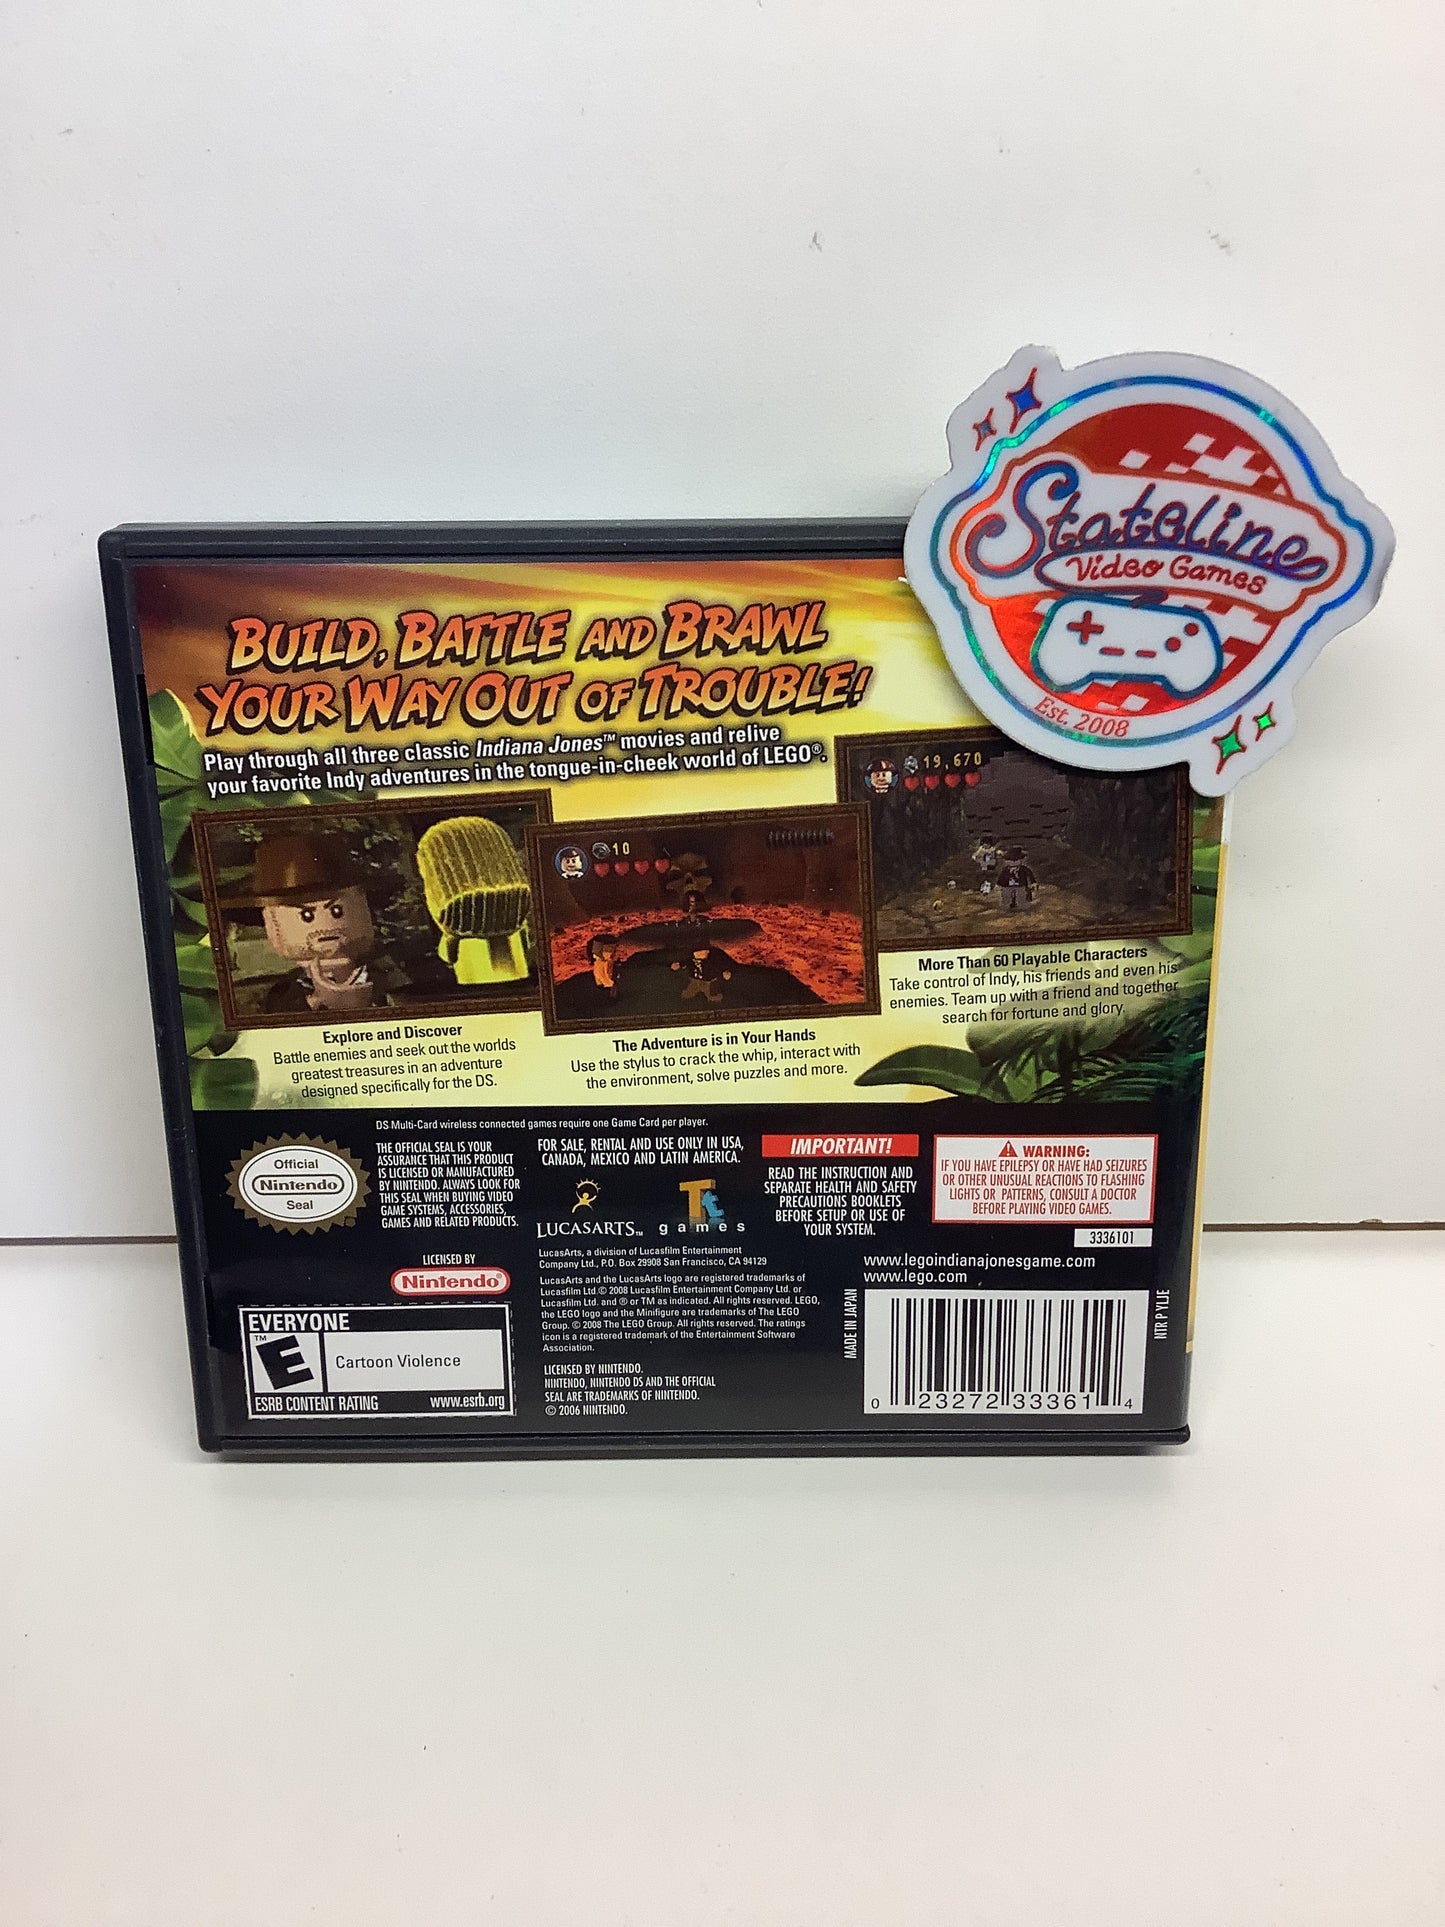 Stateline
Video Games
Est. 2008
BUILD, BATTLE AND BRAWL
YOUR WAY OUT OF TROUBLE!
Play through all three classic Indiana Jones™ movies and relive
your favorite Indy adventures in the tongue-in-cheek world of LEGO®.
19,670
10
Explore and Discover
Battle enemies and seek out the worlds
greatest treasures in an adventure
designed specifically for the DS.
The Adventure is in Your Hands
Use the stylus to crack the whip, interact with
the environment, solve puzzles and more.
More Than 60 Playable Characters
Take control of Indy, his friends and even his
enemies. Team up with a friend and together
search for fortune and glory.
DS Multi-Card wireless connected games require one Game Card per player.
Official
Nintendo
Seal
THE OFFICIAL SEAL IS YOUR
ASSURANCE THAT THIS PRODUCT
IS LICENSED OR MANUFACTURED
BY NINTENDO. ALWAYS LOOK FOR
THIS SEAL WHEN BUYING VIDEO
GAME SYSTEMS, ACCESSORIES,
GAMES AND RELATED PRODUCTS.
LICENSED BY
Nintendo®
EVERYONE
E™
Cartoon Violence
ESRB CONTENT RATING www.esrb.org
FOR SALE, RENTAL AND USE ONLY IN USA,
CANADA, MEXICO AND LATIN AMERICA.
LUCASARTS™
Tt
games
LucasArts, a division of Lucasfilm Entertainment
Company Ltd., P.O. Box 29908 San Francisco, CA 94129
LucasArts and the LucasArts logo are registered trademarks of
Lucasfilm Ltd.© 2008 Lucasfilm Entertainment Company Ltd. or
Lucasfilm Ltd. and ® or TM as indicated. All rights reserved. LEGO,
the LEGO logo and the Minifigure are trademarks of The LEGO
Group. © 2008 The LEGO Group. All rights reserved. The ratings
icon is a registered trademark of the Entertainment Software
Association.
LICENSED BY NINTENDO.
NINTENDO, NINTENDO DS AND THE OFFICIAL
SEAL ARE TRADEMARKS OF NINTENDO.
© 2006 NINTENDO.
IMPORTANT!
READ THE INSTRUCTION AND
SEPARATE HEALTH AND SAFETY
PRECAUTIONS BOOKLETS
BEFORE SETUP OR USE OF
YOUR SYSTEM.
WARNING:
IF YOU HAVE EPILEPSY OR HAVE HAD SEIZURES
OR OTHER UNUSUAL REACTIONS TO FLASHING
LIGHTS OR PATTERNS, CONSULT A DOCTOR
BEFORE PLAYING VIDEO GAMES.
3336101
www.legoindianajonesgame.com
www.lego.com
MADE IN JAPAN
NTR P YLJE
0 23272 33361 4